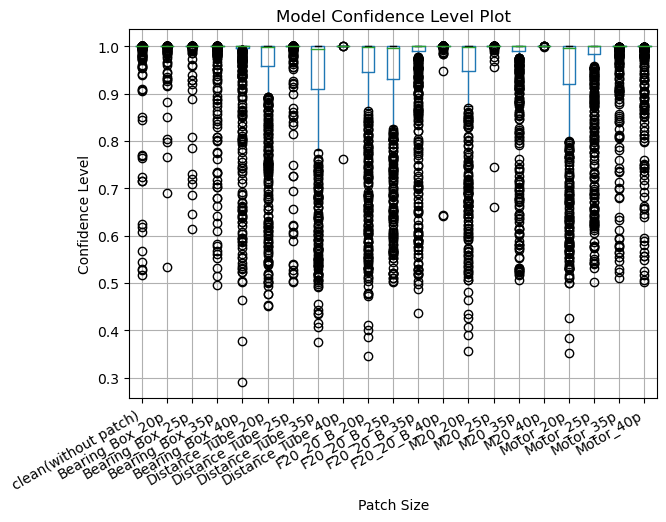 Model Confidence Level Plot
Confidence Level
1.0
0.9
0.8
0.7
0.6
0.5
0.4
0.3
clean(without patch)
Bearing_Box_20p
Bearing_Box_25p
Bearing_Box_35p
Bearing_Box_40p
Distance_Tube_20p
Distance_Tube_25p
Distance_Tube_35p
Distance_Tube_40p
F20_20_B_20p
F20_20_B_25p
F20_20_B_35p
F20_20_B_40p
M20_20p
M20_25p
M20_35p
M20_40p
Motor_20p
Motor_25p
Motor_35p
Motor_40p
Patch Size